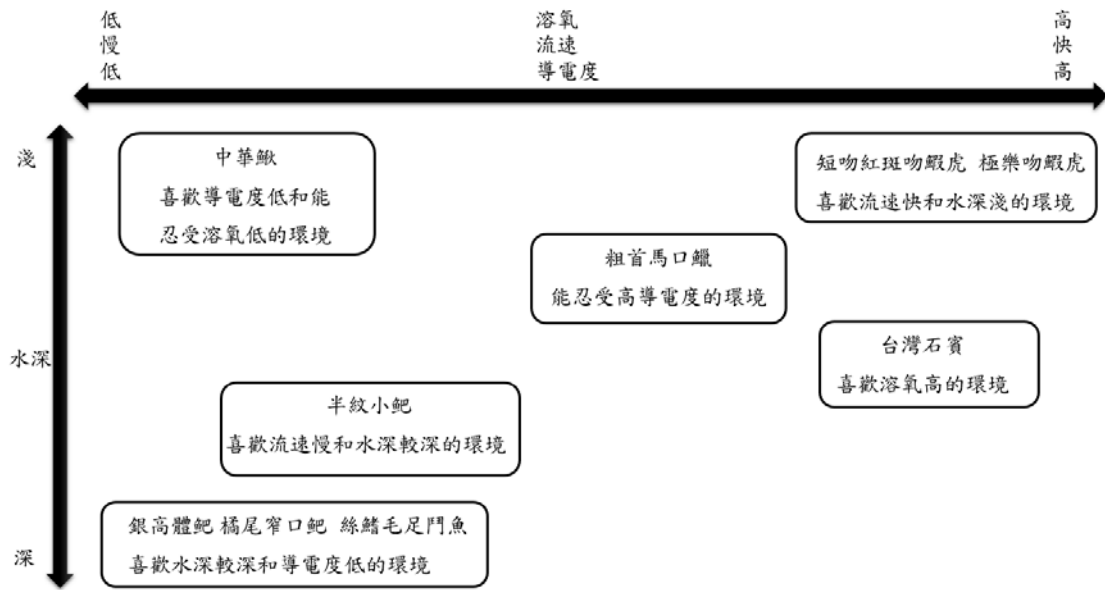 低 溶氧 高
慢 流速 快
低 導電度 高
淺
中華鰍
喜歡導電度低和能
忍受溶氧低的環境
短吻紅斑吻鰕虎 極樂吻鰕虎
喜歡流速快和水深淺的環境
粗首馬口鱲
能忍受高導電度的環境
水深
台灣石賓
喜歡溶氧高的環境
半紋小鲃
喜歡流速慢和水深較深的環境
銀高體鲃 橘尾窄口鲃 絲鰭毛足鬥魚
喜歡水深較深和導電度低的環境
深